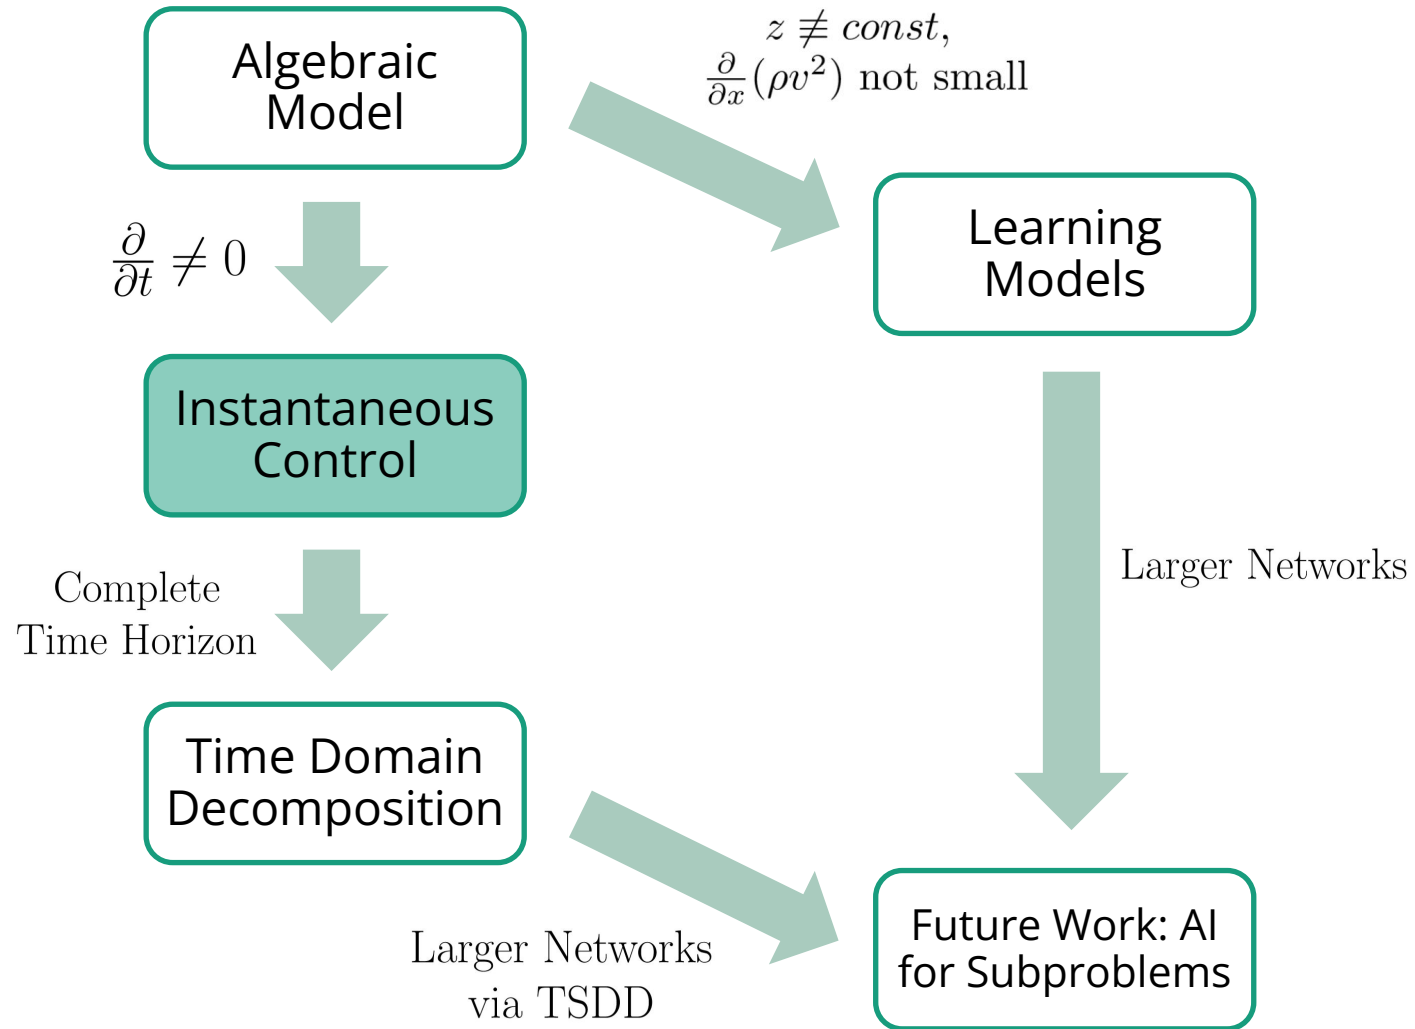 Algebraic
Model
z ≢ const,
∂/∂x (ρv²) not small
∂/∂t ≠ 0
Learning
Models
Instantaneous
Control
Larger Networks
Complete
Time Horizon
Time Domain
Decomposition
Larger Networks
via TSDD
Future Work: AI
for Subproblems